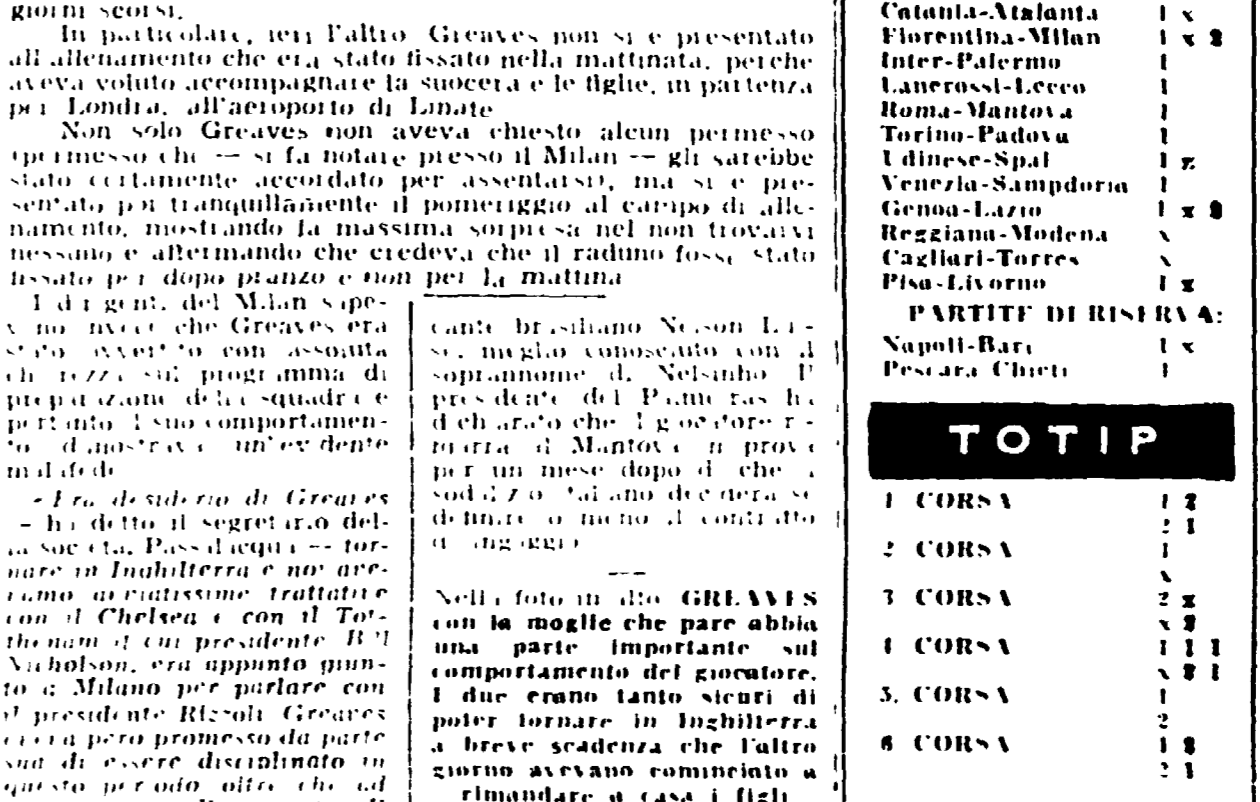 giorni scorsi.
In particolare, ieri l'altro Greaves non si e presentato
all allenamento che era stato fissato nella mattinata, perche
aveva voluto accompagnare la suocera e le figlie, in partenza
per Londra, all'aeroporto di Linate
Non solo Greaves non aveva chiesto alcun permesso
(permesso che — si fa notare presso il Milan — gli sarebbe
stato certamente accordato per assentarsi), ma si e pre-
sentato poi tranquillamente il pomeriggio al campo di alle-
namento, mostrando la massima sorpresa nel non trovarvi
nessuno e affermando che credeva che il raduno fosse stato
fissato per dopo pranzo e non per la mattina
I dirigenti del Milan sape-
vano invece che Greaves era
stato avvertito con assoluta
chiarezza sul programma di
preparazione della squadra e
pertanto il suo comportamen-
to dimostrava un'evidente
malafede
- Era desiderio di Greaves
– ha detto il segretario del-
la societa, Passalacqua — tor-
nare in Inghilterra e noi ave-
vamo avviatissime trattative
con il Chelsea e con il Tot-
thenam il cui presidente Bill
Nicholson, era appunto giun-
to a Milano per parlare con
il presidente Rizzoli Greaves
aveva pero promesso da parte
sua di essere disciplinato in
questo periodo oltre che ad
cante brasiliano Nelson
meglio conosciuto con il
soprannome di Nelsinho Il
presidente del Palmeiras ha
dichiarato che il giocatore ri-
marra al Mantova in prova
per un mese dopo di che il
sodalizio italiano decidera se
definire o meno il contratto
di ingaggio
Nella foto in alto GREAVES
con la moglie che pare abbia
una parte importante sul
comportamento del giocatore.
I due erano tanto sicuri di
poter tornare in Inghilterra
a breve scadenza che l'altro
giorno avevano cominciato a
rimandare a casa i figli
Catania-Atalanta 1 x
Fiorentina-Milan 1 x 2
Inter-Palermo 1
Lanerossi-Lecco 1
Roma-Mantova 1
Torino-Padova 1
Udinese-Spal 1 x
Venezia-Sampdoria 1
Genoa-Lazio 1 x 2
Reggiana-Modena x
Cagliari-Torres x
Pisa-Livorno 1 x
PARTITE DI RISERVA:
Napoli-Bari 1 x
Pescara Chieti 1
TOTIP
1 CORSA 1 2
2 1
2 CORSA 1
x
3 CORSA 2 x
x 2
4 CORSA 1 1 1
x 2 1
5. CORSA 1
2
6 CORSA 1 2
2 1